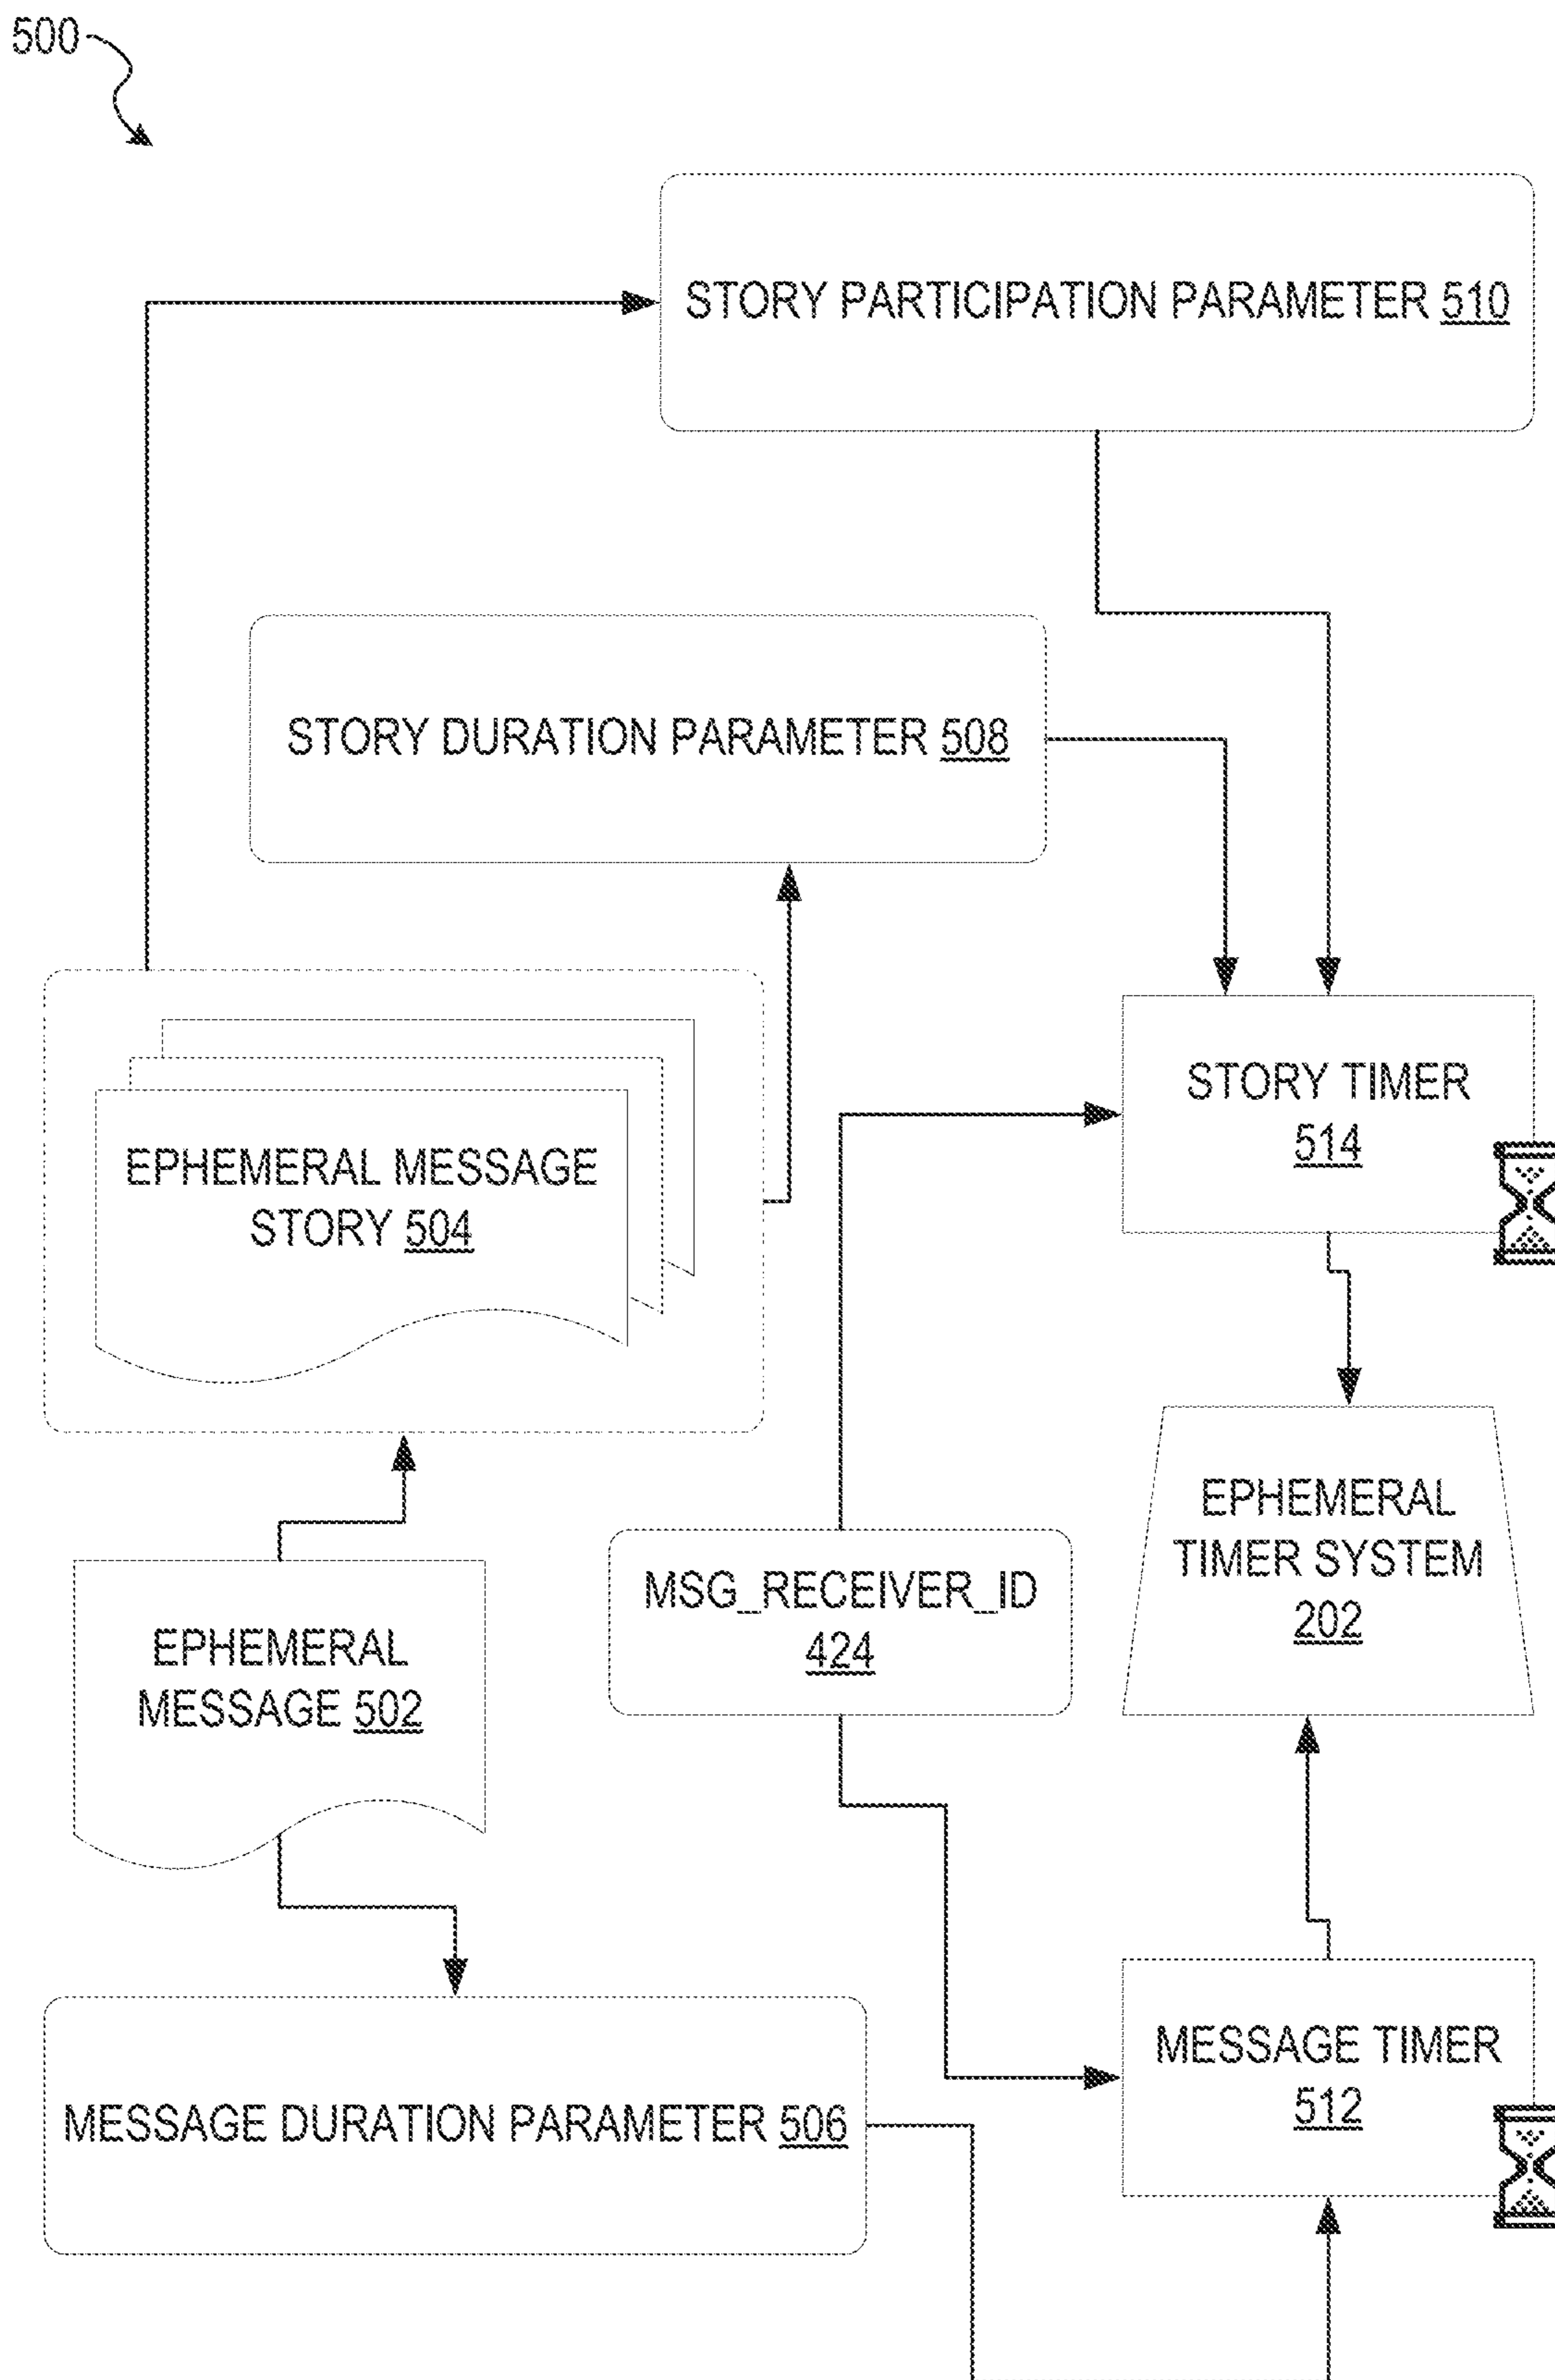 500
STORY PARTICIPATION PARAMETER 510
STORY DURATION PARAMETER 508
STORY TIMER
514
EPHEMERAL MESSAGE
STORY 504
EPHEMERAL
TIMER SYSTEM
202
MSG_RECEIVER_ID
424
EPHEMERAL
MESSAGE 502
MESSAGE TIMER
512
MESSAGE DURATION PARAMETER 506